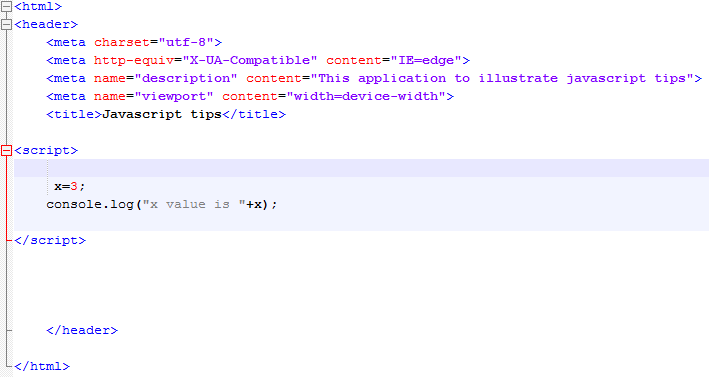 <html>
<header>
<meta charset="utf-8">
<meta http-equiv="X-UA-Compatible" content="IE=edge">
<meta name="description" content="This application to illustrate javascript tips">
<meta name="viewport" content="width=device-width">
<title>Javascript tips</title>
<script>
x=3;
console.log("x value is "+x);
</script>
</header>
</html>